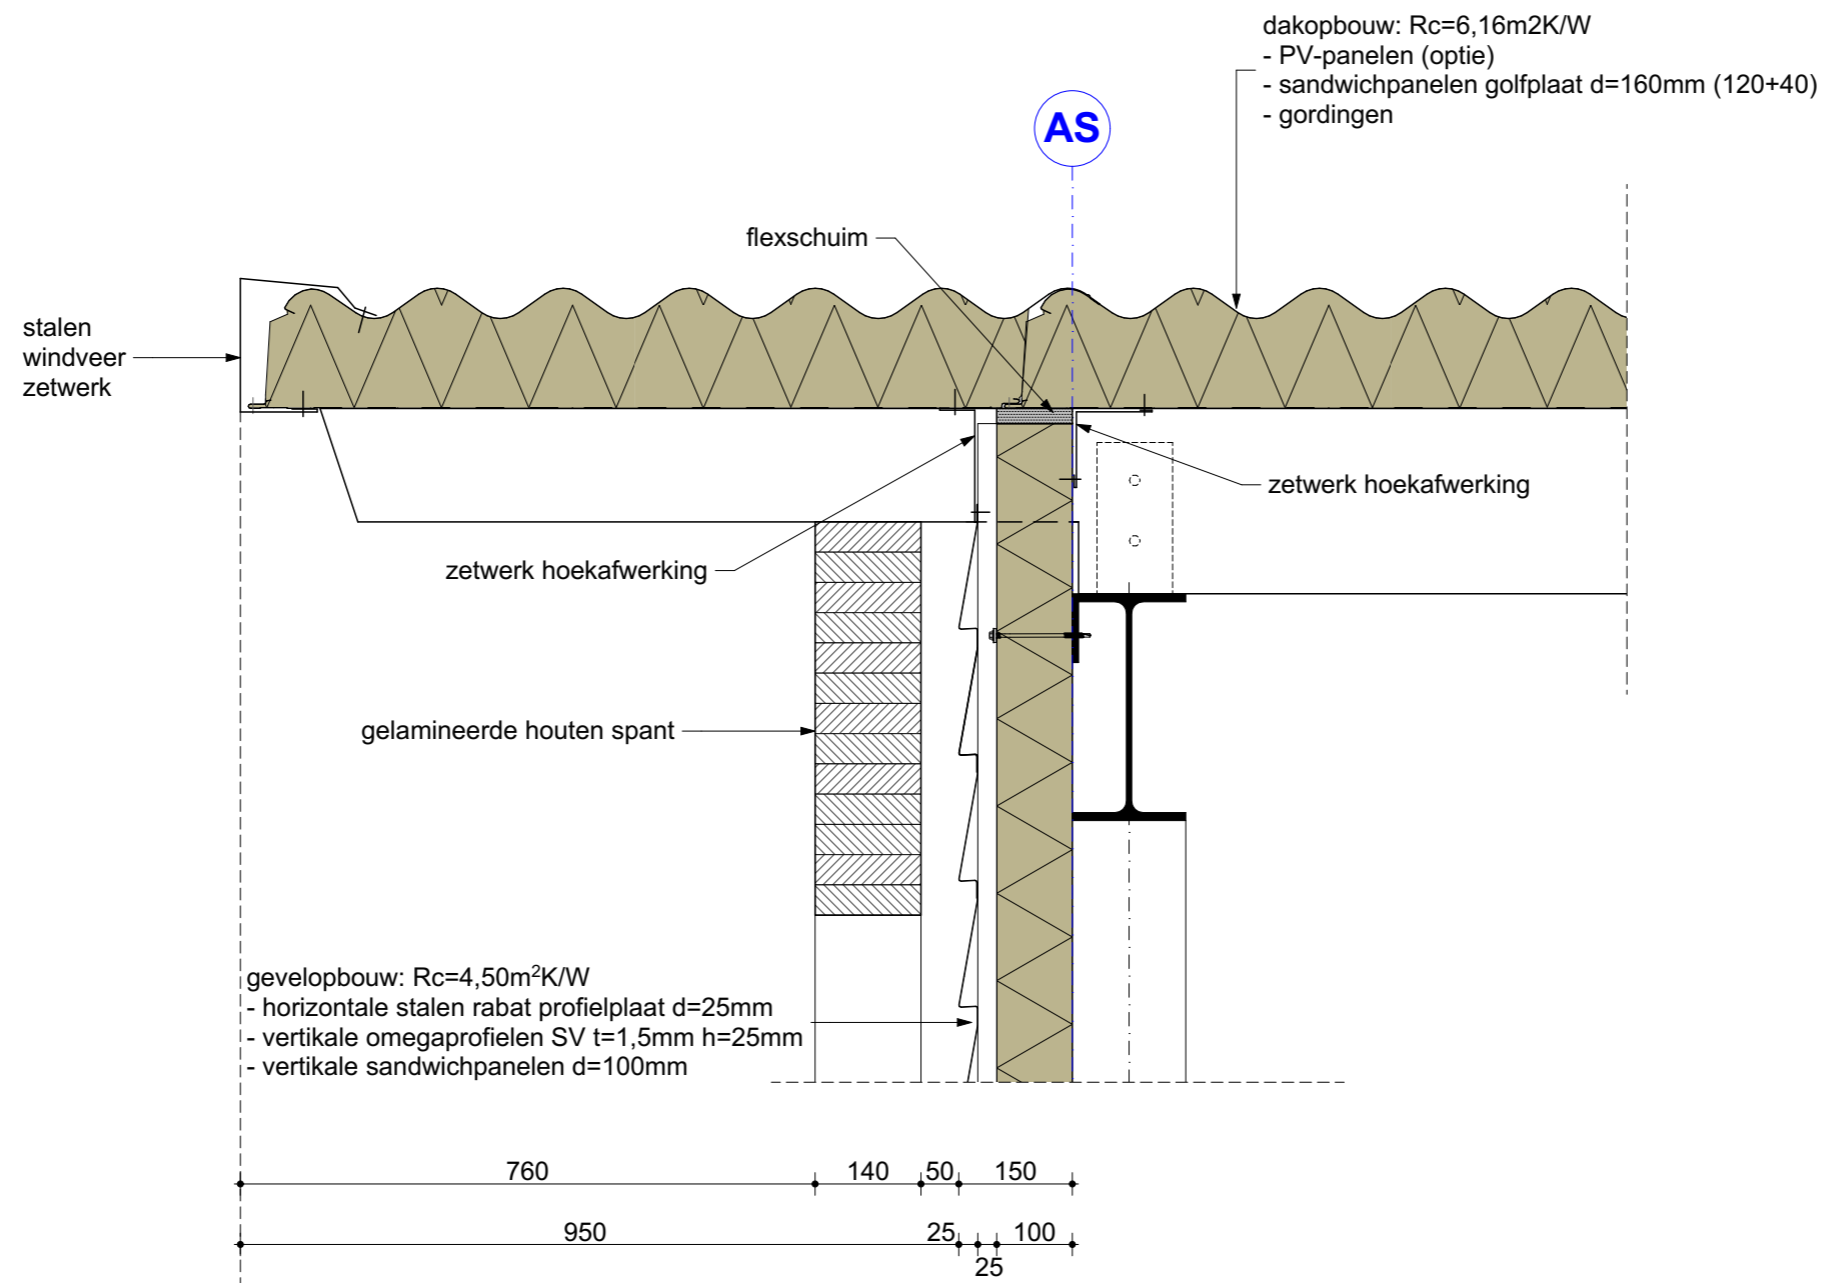 dakopbouw: Rc=6,16m2K/W
- PV-panelen (optie)
- sandwichpanelen golfplaat d=160mm (120+40)
- gordingen
AS
flexschuim
stalen
windveer
zetwerk
zetwerk hoekafwerking
zetwerk hoekafwerking
gelamineerde houten spant
gevelopbouw: Rc=4,50m²K/W
- horizontale stalen rabat profielplaat d=25mm
- vertikale omegaprofielen SV t=1,5mm h=25mm
- vertikale sandwichpanelen d=100mm
760 140 50 150
950 25 100
25